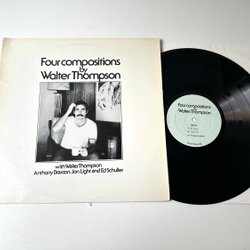 Four compositions
by
Walter Thompson
with Walter Thompson
Anthony Braxton, Jon Light and Ed Schuller
Four compositions
by
Walter Thompson